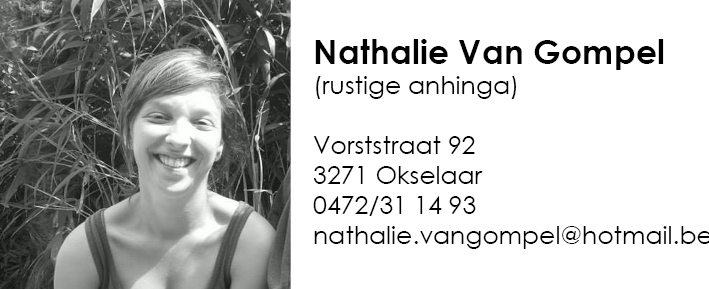 Nathalie Van Gompel
(rustige anhinga)
Vorststraat 92
3271 Okselaar
0472/31 14 93
nathalie.vangompel@hotmail.be